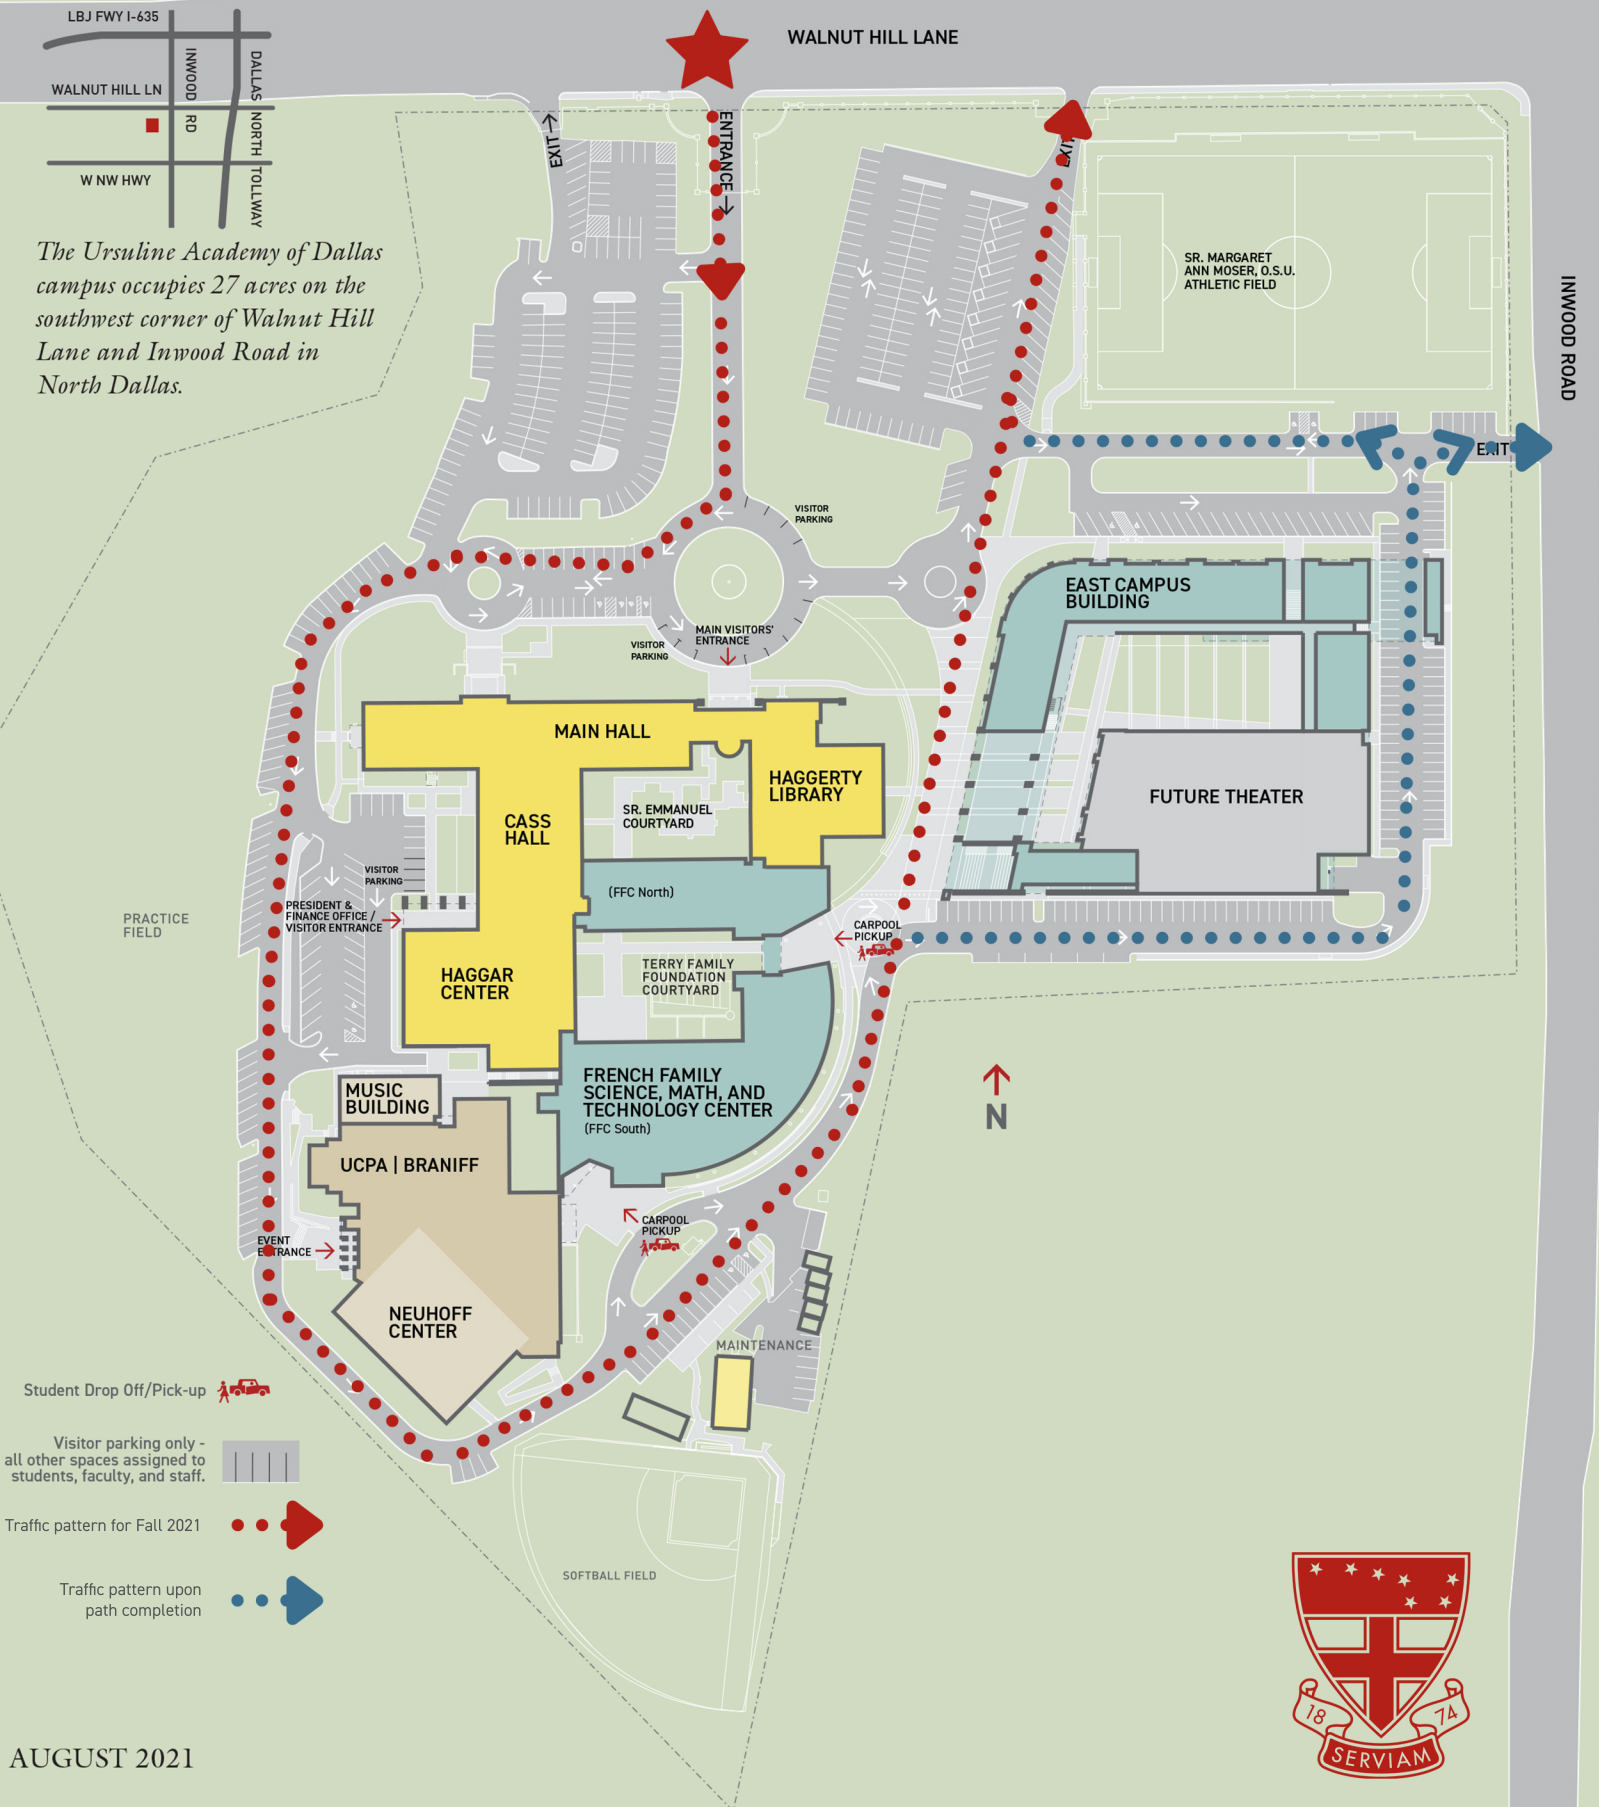 LBJ FWY I-635
INWOOD RD
DALLAS NORTH TOLLWAY
WALNUT HILL LN
W NW HWY
WALNUT HILL LANE
The Ursuline Academy of Dallas
campus occupies 27 acres on the
southwest corner of Walnut Hill
Lane and Inwood Road in
North Dallas.
EXIT
ENTRANCE
EXIT
SR. MARGARET
ANN MOSER, O.S.U.
ATHLETIC FIELD
INWOOD ROAD
EXIT
VISITOR
PARKING
MAIN VISITORS'
ENTRANCE
VISITOR
PARKING
EAST CAMPUS
BUILDING
MAIN HALL
HAGGERTY
LIBRARY
SR. EMMANUEL
COURTYARD
CASS
HALL
FUTURE THEATER
VISITOR
PARKING
(FFC North)
PRESIDENT &
FINANCE OFFICE /
VISITOR ENTRANCE
PRACTICE
FIELD
CARPOOL
PICKUP
HAGGAR
CENTER
TERRY FAMILY
FOUNDATION
COURTYARD
FRENCH FAMILY
SCIENCE, MATH, AND
TECHNOLOGY CENTER
(FFC South)
N
MUSIC
BUILDING
UCPA | BRANIFF
CARPOOL
PICKUP
EVENT
ENTRANCE
NEUHOFF
CENTER
MAINTENANCE
Student Drop Off/Pick-up
Visitor parking only -
all other spaces assigned to
students, faculty, and staff.
Traffic pattern for Fall 2021
Traffic pattern upon
path completion
SOFTBALL FIELD
18 74
SERVIAM
AUGUST 2021